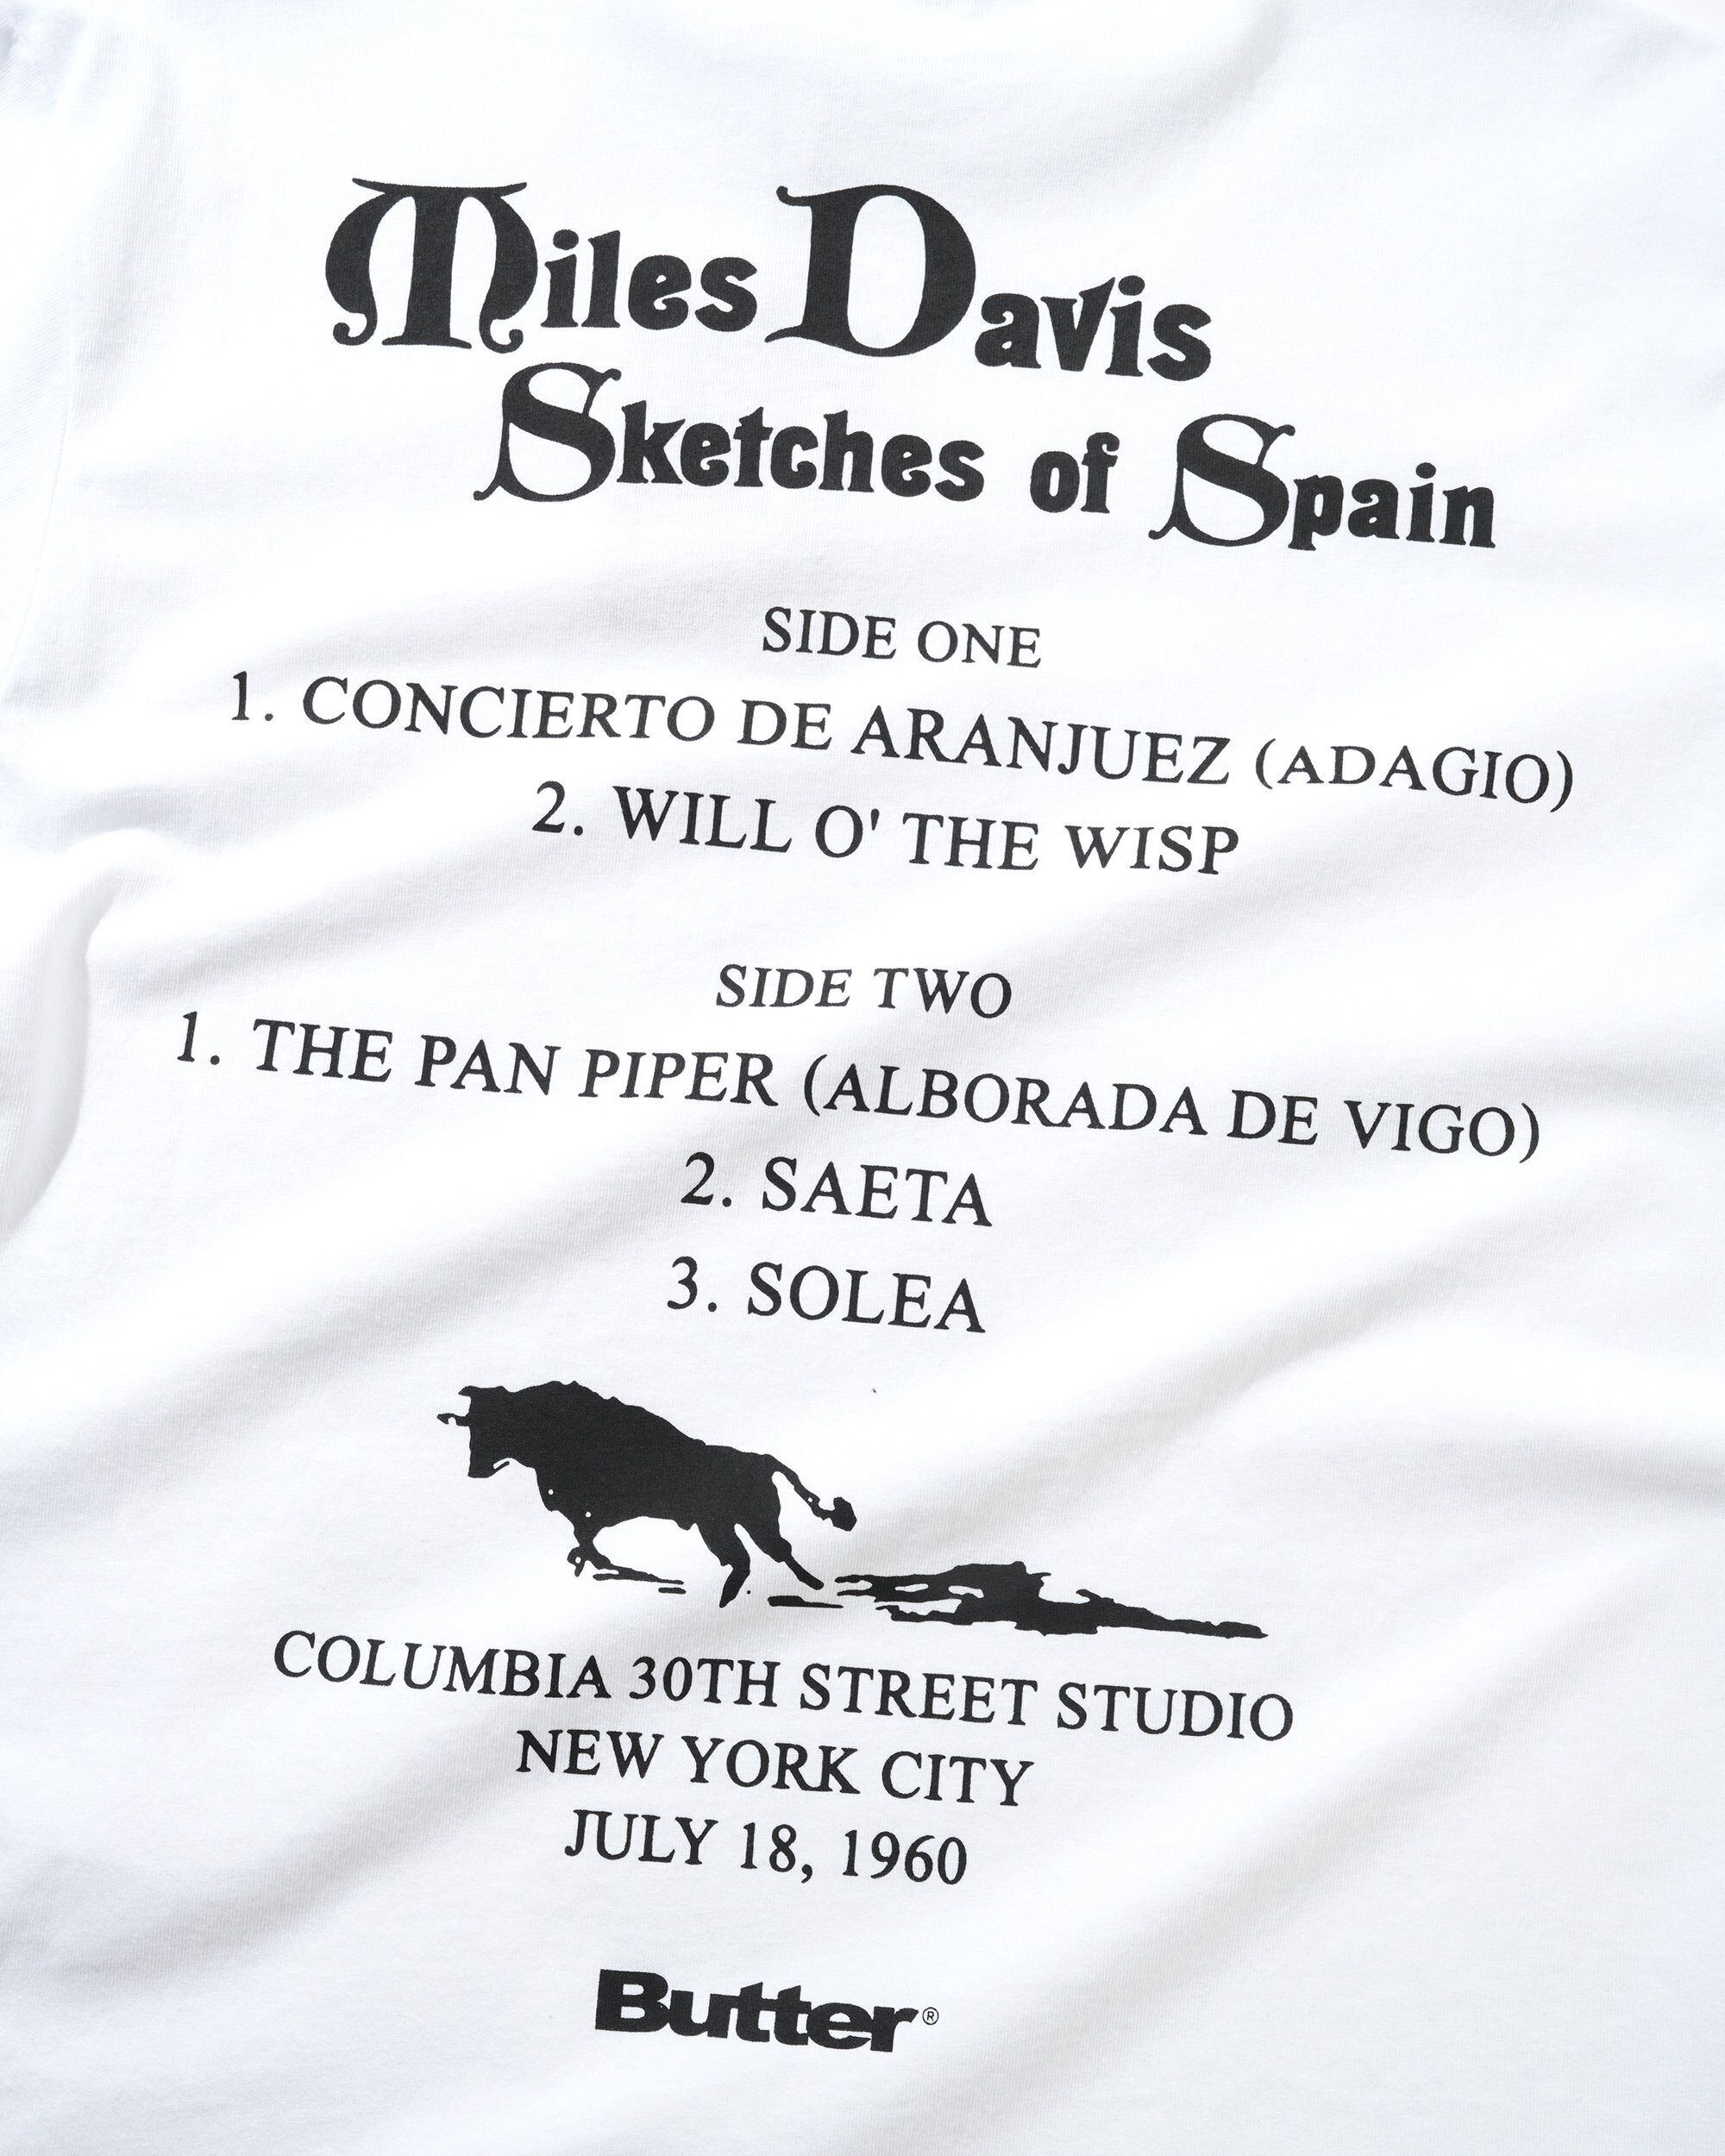 Miles Davis
Sketches of Spain
SIDE ONE
1. CONCIERTO DE ARANJUEZ (ADAGIO)
2. WILL O' THE WISP
SIDE TWO
1. THE PAN PIPER (ALBORADA DE VIGO)
2. SAETA
3. SOLEA
COLUMBIA 30TH STREET STUDIO
NEW YORK CITY
JULY 18, 1960
Butter®